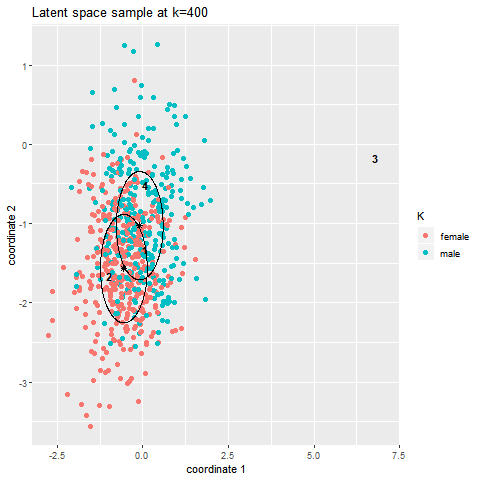 Latent space sample at k=400
1
0
-1
-2
-3
coordinate 2
3
4
2
-2.5
0.0
2.5
5.0
7.5
coordinate 1
K
female
male